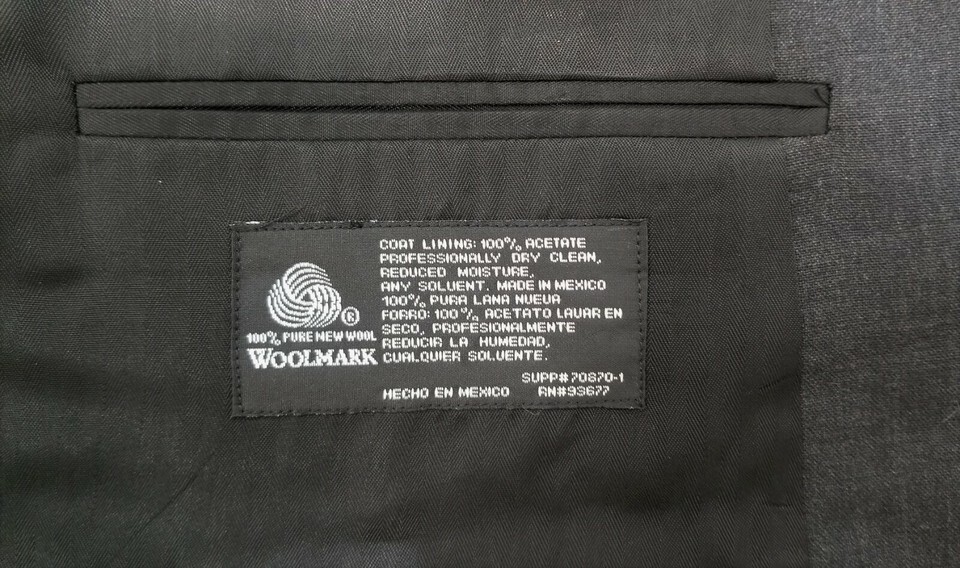 COAT LINING: 100% ACETATE
PROFESSIONALLY DRY CLEAN,
REDUCED MOISTURE,
ANY SOLVENT. MADE IN MEXICO
100% PURA LANA NUEVA
FORRO: 100% ACETATO LAVAR EN
SECO, PROFESIONALMENTE
REDUCIR LA HUMEDAD,
CUALQUIER SOLUENTE.
®
100% PURE NEW WOOL
WOOLMARK
SUPP# 70870-1
HECHO EN MEXICO RN#93677